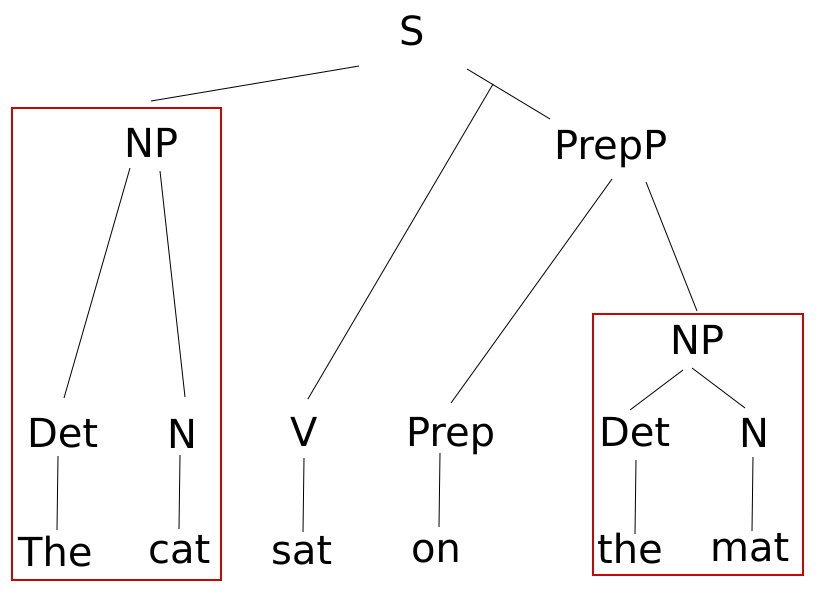 S
NP PrepP
NP
Det N V Prep Det N
The cat sat on the mat